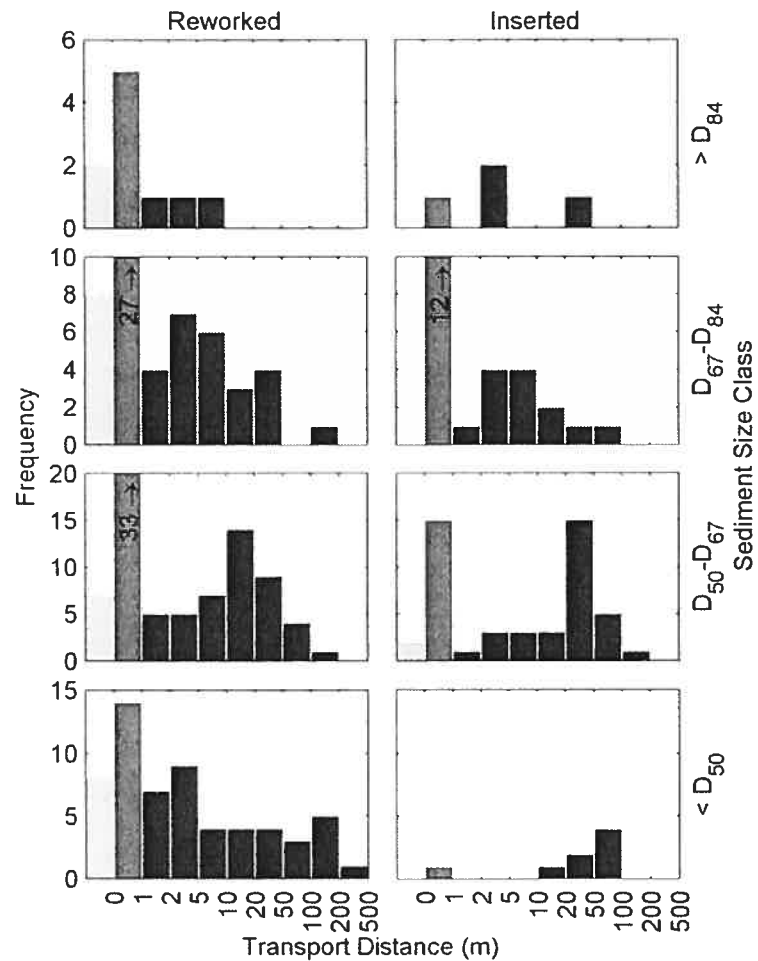 Reworked
Inserted
6
4
2
0
> D84
10
8
6
4
2
0
27 →
12 →
D67-D84
20
15
10
5
0
33 →
D50-D67
15
10
5
0
< D50
Frequency
Sediment Size Class
0 1 2 5 10 20 50 100 200 500
0 1 2 5 10 20 50 100 200 500
Transport Distance (m)